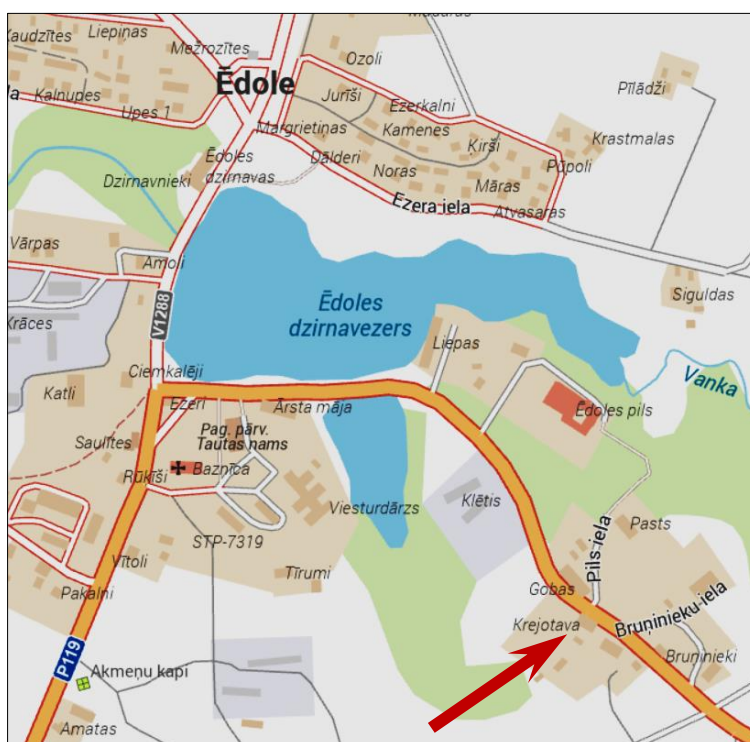 Liepiņas
Mežrozītes
Ozoli
Kalnupes
Upes 1
Ēdole
Jurīši
Ezerkalni
Pīlādži
Margrietiņas
Kamenes
Ķirši
Krastmalas
Dālderi
Noras
Māras
Pūpoli
Ēdoles
dzirnavas
Dzirnavnieki
Ezera iela
Atvasaras
Vārpas
Amoli
Siguldas
V1288
Ēdoles
dzirnavezers
Liepas
Vanka
Krāces
Ciemkalēji
Katli
Ezeri
Ārsta māja
Ēdoles pils
Pag. pārv.
Tautas nams
Saulītes
Baznīca
Rūķīši
Viesturdārzs
Klētis
Pasts
STP-7319
Vītoli
Tīrumi
Pils iela
Pakalni
Gobas
Krejotava
Bruņinieku iela
Bruņinieki
P119
Akmeņu kapi
Amatas